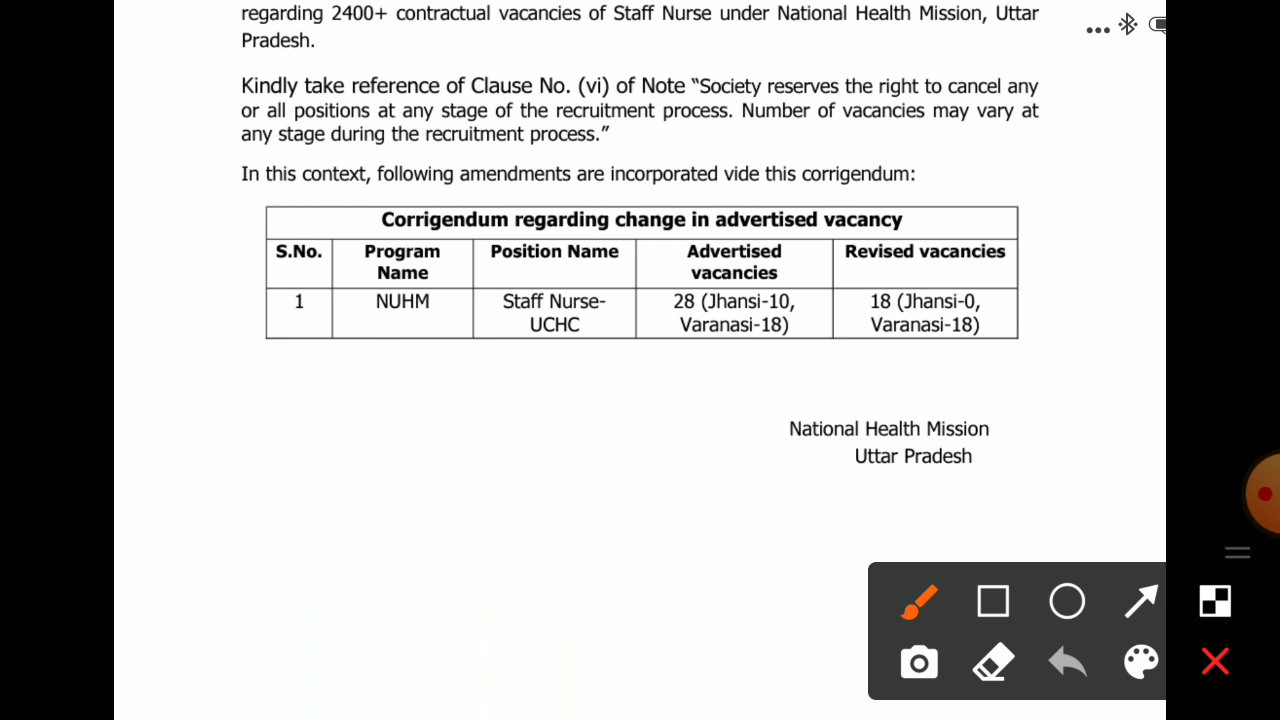 regarding 2400+ contractual vacancies of Staff Nurse under National Health Mission, Uttar
Pradesh.
Kindly take reference of Clause No. (vi) of Note “Society reserves the right to cancel any
or all positions at any stage of the recruitment process. Number of vacancies may vary at
any stage during the recruitment process.”
In this context, following amendments are incorporated vide this corrigendum:
Corrigendum regarding change in advertised vacancy
S.No. Program Name Position Name Advertised vacancies Revised vacancies
1 NUHM Staff Nurse- UCHC 28 (Jhansi-10, Varanasi-18) 18 (Jhansi-0, Varanasi-18)
National Health Mission
Uttar Pradesh